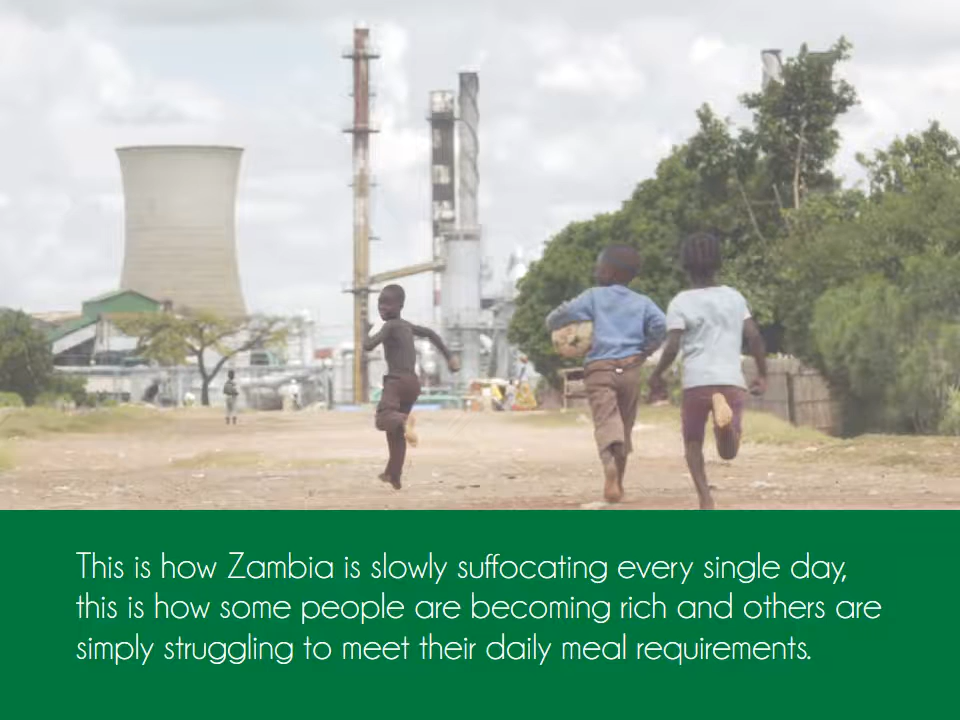 This is how Zambia is slowly suffocating every single day,
this is how some people are becoming rich and others are
simply struggling to meet their daily meal requirements.